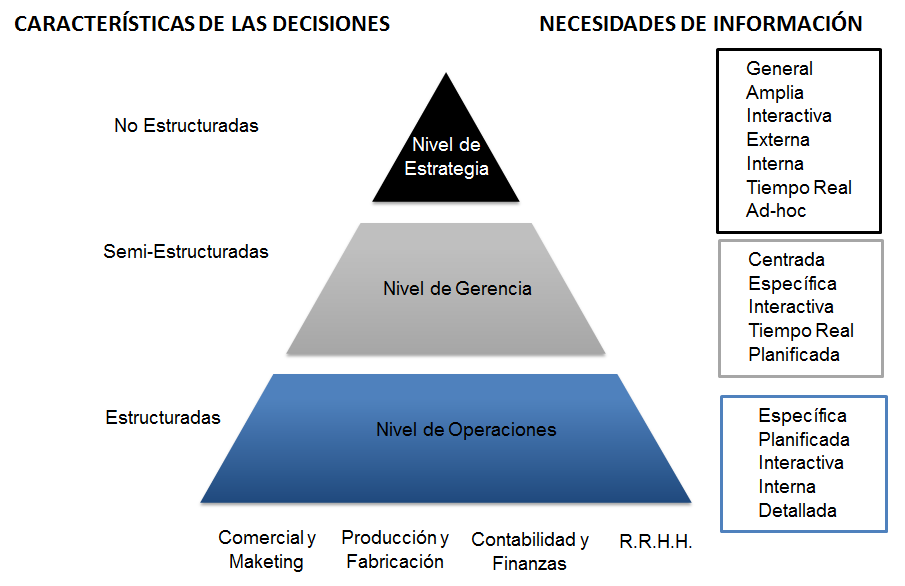 CARACTERÍSTICAS DE LAS DECISIONES
NECESIDADES DE INFORMACIÓN
No Estructuradas
Nivel de
Estrategia
General
Amplia
Interactiva
Externa
Interna
Tiempo Real
Ad-hoc
Semi-Estructuradas
Nivel de Gerencia
Centrada
Específica
Interactiva
Tiempo Real
Planificada
Estructuradas
Nivel de Operaciones
Específica
Planificada
Interactiva
Interna
Detallada
Comercial y
Maketing
Producción y
Fabricación
Contabilidad y
Finanzas
R.R.H.H.